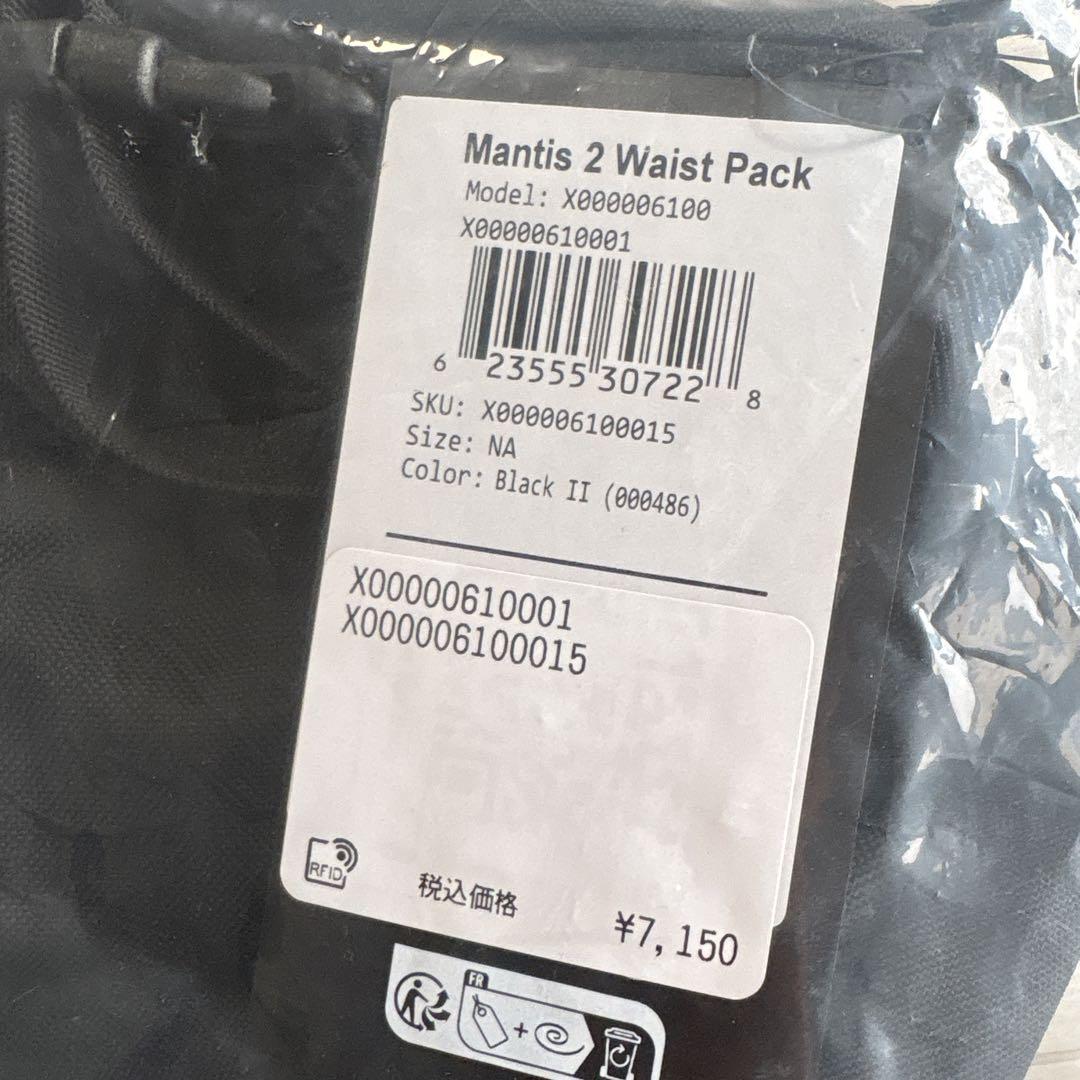 Mantis 2 Waist Pack
Model: X000006100
X00000610001
6 23555 30722 8
SKU: X000006100015
Size: NA
Color: Black II (000486)
X00000610001
X000006100015
RFID
税込価格
¥7,150
FR
+